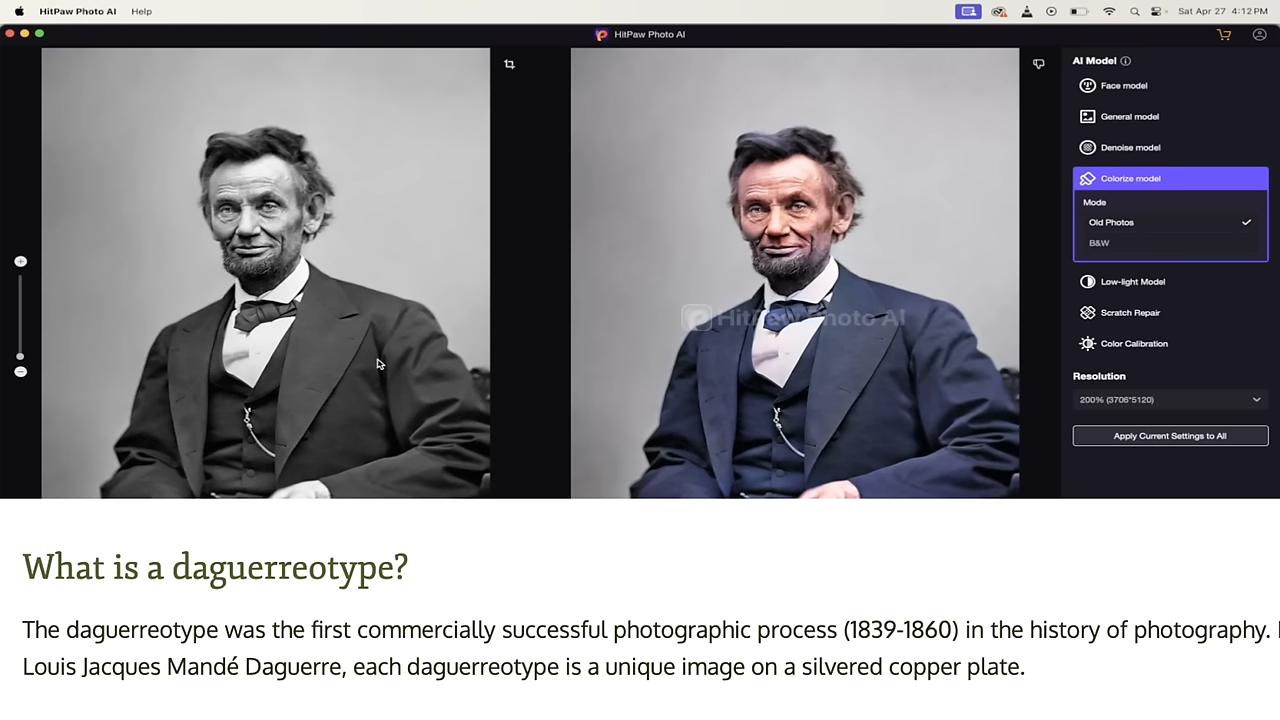 HitPaw Photo AI Help Sat Apr 27 4:12 PM
HitPaw Photo AI
AI Model
Face model
General model
Denoise model
Colorize model
Mode
Old Photos
B&W
HitPaw Photo AI
Low-light Model
Scratch Repair
Color Calibration
Resolution
200% (3706*5120)
Apply Current Settings to All
What is a daguerreotype?
The daguerreotype was the first commercially successful photographic process (1839-1860) in the history of photography.
Louis Jacques Mandé Daguerre, each daguerreotype is a unique image on a silvered copper plate.